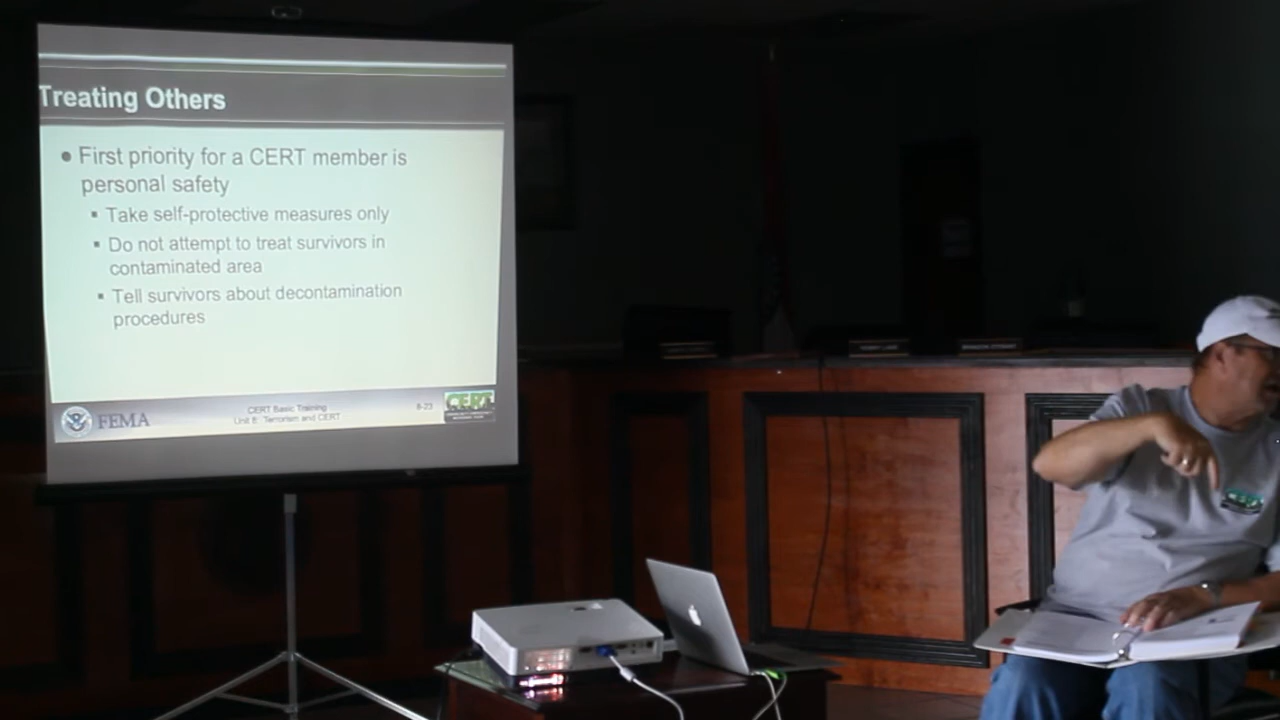 Treating Others
First priority for a CERT member is
personal safety
Take self-protective measures only
Do not attempt to treat survivors in
contaminated area
Tell survivors about decontamination
procedures
FEMA
CERT Basic Training
Unit 8: Terrorism and CERT
8-23
CERT